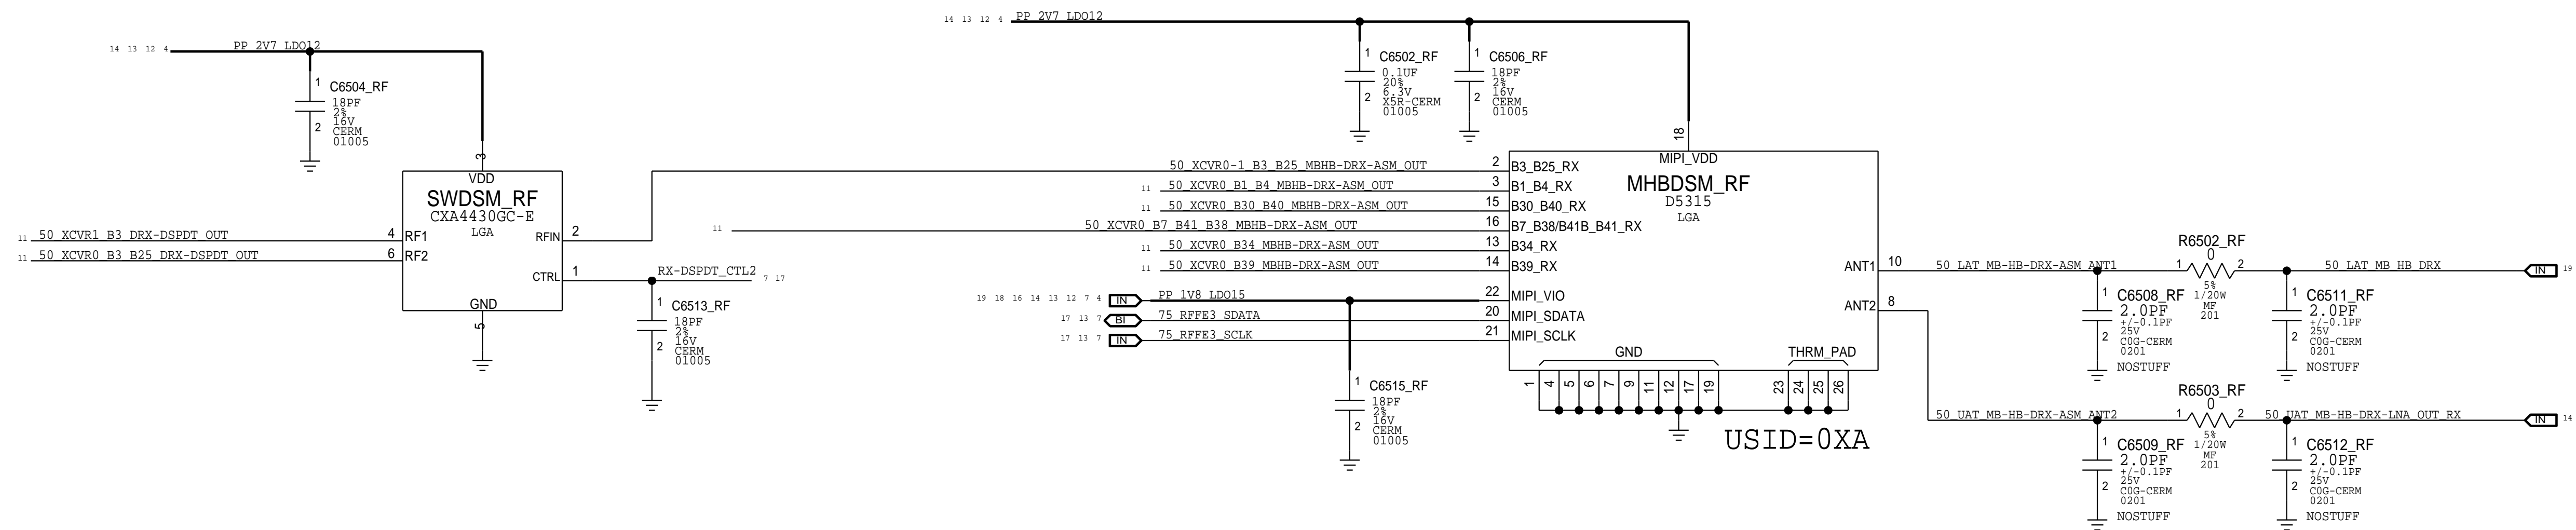 14 13 12 4 PP_2V7_LDO12
1
C6504_RF
18PF
2%
16V
CERM
01005
2
3
VDD
SWDSM_RF
CXA4430GC-E
LGA
11 50_XCVR1_B3_DRX-DSPDT_OUT 4 RF1
11 50_XCVR0_B3_B25_DRX-DSPDT_OUT 6 RF2
RFIN 2
CTRL 1
RX-DSPDT_CTL2 7 17
GND
5
1
C6513_RF
18PF
2%
16V
CERM
01005
2
14 13 12 4 PP_2V7_LDO12
1
C6502_RF
0.1UF
20%
6.3V
X5R-CERM
01005
2
1
C6506_RF
18PF
2%
16V
CERM
01005
2
18
MIPI_VDD
MHBDSM_RF
D5315
LGA
50_XCVR0-1_B3_B25_MBHB-DRX-ASM_OUT 2 B3_B25_RX
11 50_XCVR0_B1_B4_MBHB-DRX-ASM_OUT 3 B1_B4_RX
11 50_XCVR0_B30_B40_MBHB-DRX-ASM_OUT 15 B30_B40_RX
11 50_XCVR0_B7_B41_B38_MBHB-DRX-ASM_OUT 16 B7_B38/B41B_B41_RX
11 50_XCVR0_B34_MBHB-DRX-ASM_OUT 13 B34_RX
11 50_XCVR0_B39_MBHB-DRX-ASM_OUT 14 B39_RX
19 18 16 14 13 12 7 4 IN PP_1V8_LDO15 22 MIPI_VIO
17 13 7 BI 75_RFFE3_SDATA 20 MIPI_SDATA
17 13 7 IN 75_RFFE3_SCLK 21 MIPI_SCLK
GND THRM_PAD
1 4 5 6 7 9 11 12 17 19 23 24 25 26
USID=0XA
1
C6515_RF
18PF
2%
16V
CERM
01005
2
ANT1 10 50_LAT_MB-HB-DRX-ASM_ANT1
R6502_RF
0
1 2
5%
1/20W
MF
201
50_LAT_MB_HB_DRX IN 19
1
C6508_RF
2.0PF
+/-0.1PF
25V
C0G-CERM
0201
2
NOSTUFF
1
C6511_RF
2.0PF
+/-0.1PF
25V
C0G-CERM
0201
2
NOSTUFF
ANT2 8 50_UAT_MB-HB-DRX-ASM_ANT2
R6503_RF
0
1 2
5%
1/20W
MF
201
50_UAT_MB-HB-DRX-LNA_OUT_RX IN 14
1
C6509_RF
2.0PF
+/-0.1PF
25V
C0G-CERM
0201
2
NOSTUFF
1
C6512_RF
2.0PF
+/-0.1PF
25V
C0G-CERM
0201
2
NOSTUFF